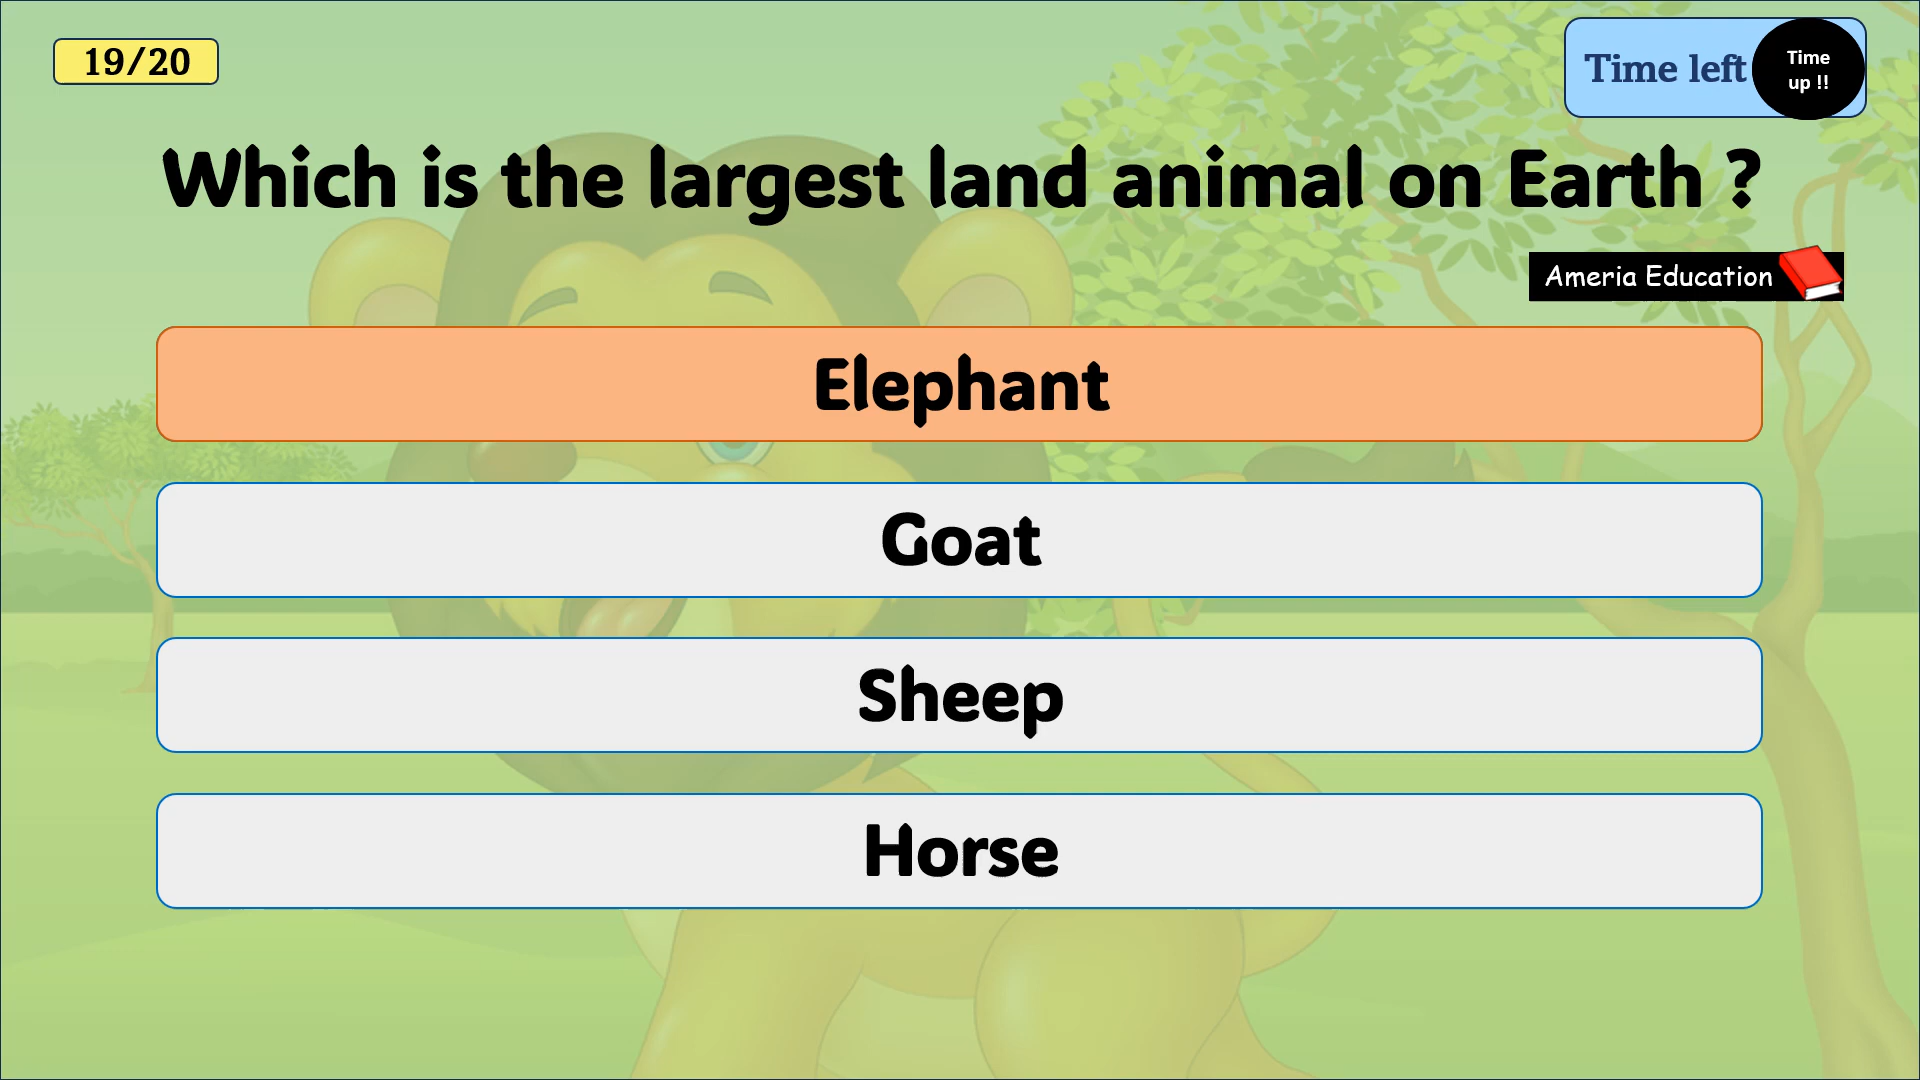 19/20
Time left
Time
up !!
Which is the largest land animal on Earth ?
Ameria Education
Elephant
Goat
Sheep
Horse